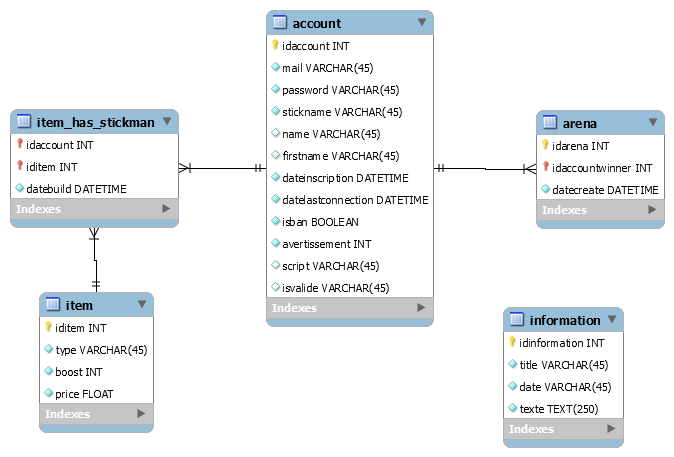 account
idaccount INT
mail VARCHAR(45)
password VARCHAR(45)
stickname VARCHAR(45)
name VARCHAR(45)
firstname VARCHAR(45)
dateinscription DATETIME
datelastconnection DATETIME
isban BOOLEAN
avertissement INT
script VARCHAR(45)
isvalide VARCHAR(45)
Indexes
item_has_stickman
idaccount INT
iditem INT
datebuild DATETIME
Indexes
arena
idarena INT
idaccountwinner INT
datecreate DATETIME
Indexes
item
iditem INT
type VARCHAR(45)
boost INT
price FLOAT
Indexes
information
idinformation INT
title VARCHAR(45)
date VARCHAR(45)
texte TEXT(250)
Indexes